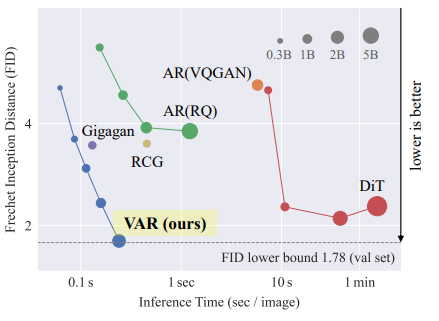 Frechet Inception Distance (FID)
4
2
0.3B 1B 2B 5B
AR(VQGAN)
AR(RQ)
Gigagan
RCG
DiT
VAR (ours)
FID lower bound 1.78 (val set)
lower is better
0.1 s 1 sec 10 s 1 min
Inference Time (sec / image)